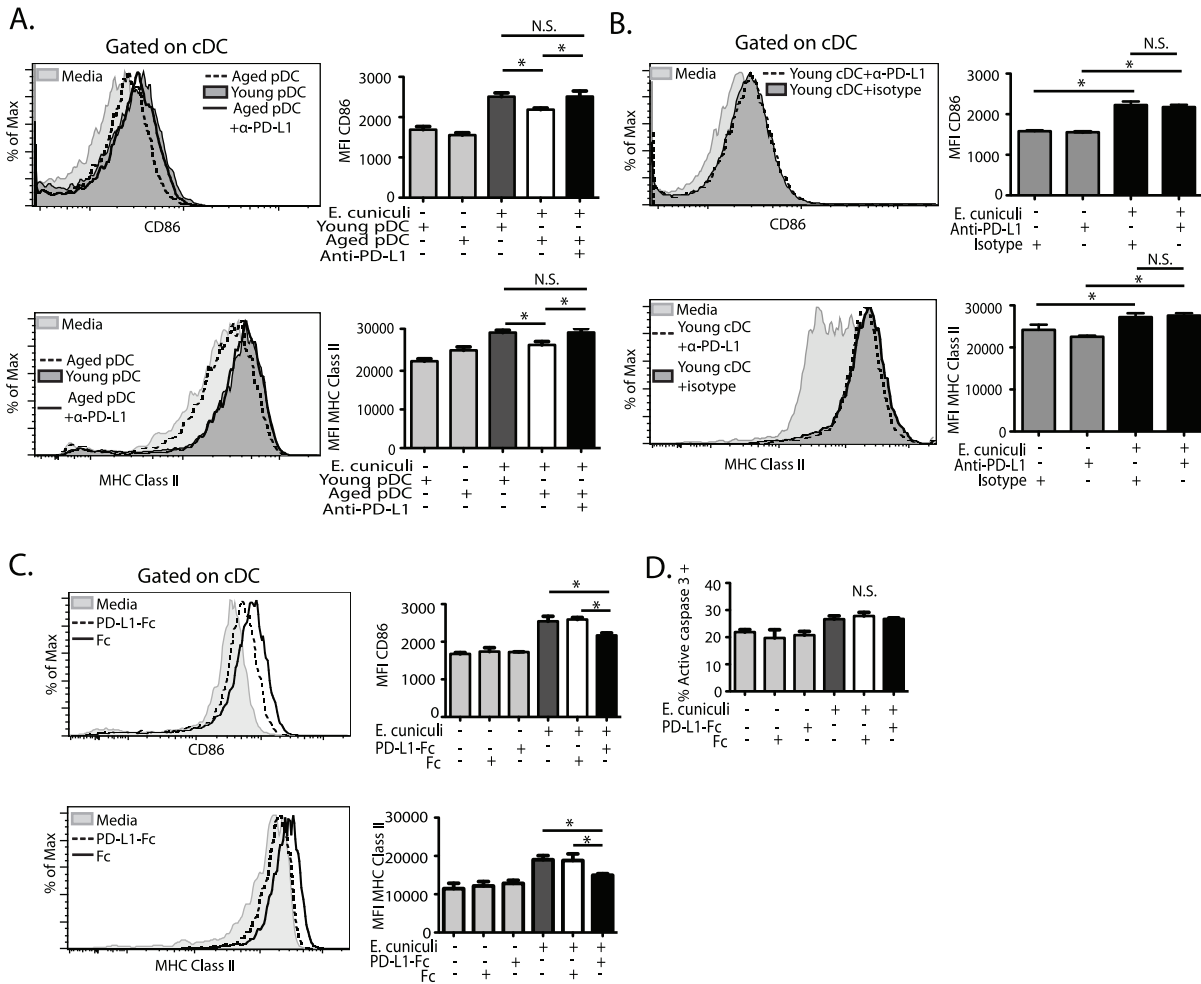 A.
Gated on cDC
Media
Aged pDC
Young pDC
Aged pDC
+α-PD-L1
% of Max
CD86
N.S.
*
*
3000
2000
1000
0
MFI CD86
E. cuniculi - - + + +
Young pDC + - + - -
Aged pDC - + - + +
Anti-PD-L1 - - - - +
Media
Aged pDC
Young pDC
Aged pDC
+α-PD-L1
% of Max
MHC Class II
N.S.
*
*
30000
20000
10000
0
MFI MHC Class II
E. cuniculi - - + + +
Young pDC + - + - -
Aged pDC - + - + +
Anti-PD-L1 - - - - +
B.
Gated on cDC
Media
Young cDC+α-PD-L1
Young cDC+isotype
% of Max
CD86
N.S.
*
*
3000
2000
1000
0
MFI CD86
E. cuniculi - - + +
Anti-PD-L1 - + - +
Isotype + - + -
Media
Young cDC
+α-PD-L1
Young cDC
+isotype
% of Max
MHC Class II
N.S.
*
*
30000
20000
10000
0
MFI MHC Class II
E. cuniculi - - + +
Anti-PD-L1 - + - +
Isotype + - + -
C.
Gated on cDC
Media
PD-L1-Fc
Fc
% of Max
CD86
*
*
3000
2000
1000
0
MFI CD86
E. cuniculi - - - + + +
PD-L1-Fc - - + - - +
Fc - + - - + -
Media
PD-L1-Fc
Fc
% of Max
MHC Class II
*
*
30000
20000
10000
0
MFI MHC Class II
E. cuniculi - - - + + +
PD-L1-Fc - - + - - +
Fc - + - - + -
D.
N.S.
40
30
20
10
0
% Active caspase 3 +
E. cuniculi - - - + + +
PD-L1-Fc - - + - - +
Fc - + - - + -